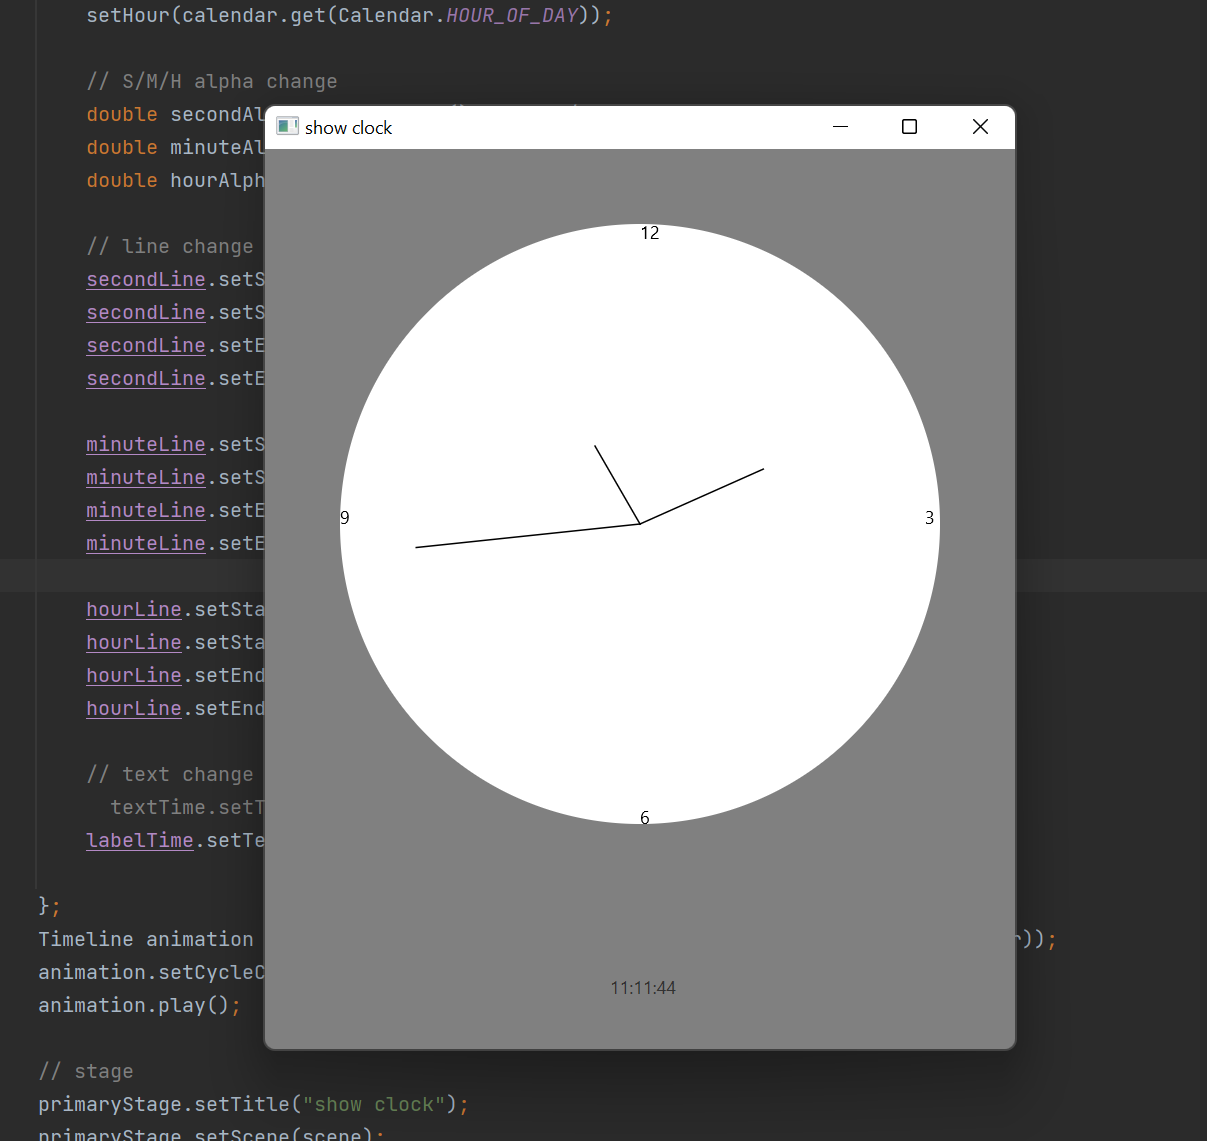 setHour(calendar.get(Calendar.HOUR_OF_DAY));
// S/M/H alpha change
double secondAl
double minuteAl
double hourAlph
// line change
secondLine.setS
secondLine.setS
secondLine.setE
secondLine.setE
minuteLine.setS
minuteLine.setS
minuteLine.setE
minuteLine.setE
hourLine.setSta
hourLine.setSta
hourLine.setEnd
hourLine.setEnd
// text change
textTime.setT
labelTime.setTe
};
Timeline animation
));
animation.setCycleC
animation.play();
// stage
primaryStage.setTitle("show clock");
primaryStage.setScene(scene);
show clock
12
9
3
6
11:11:44